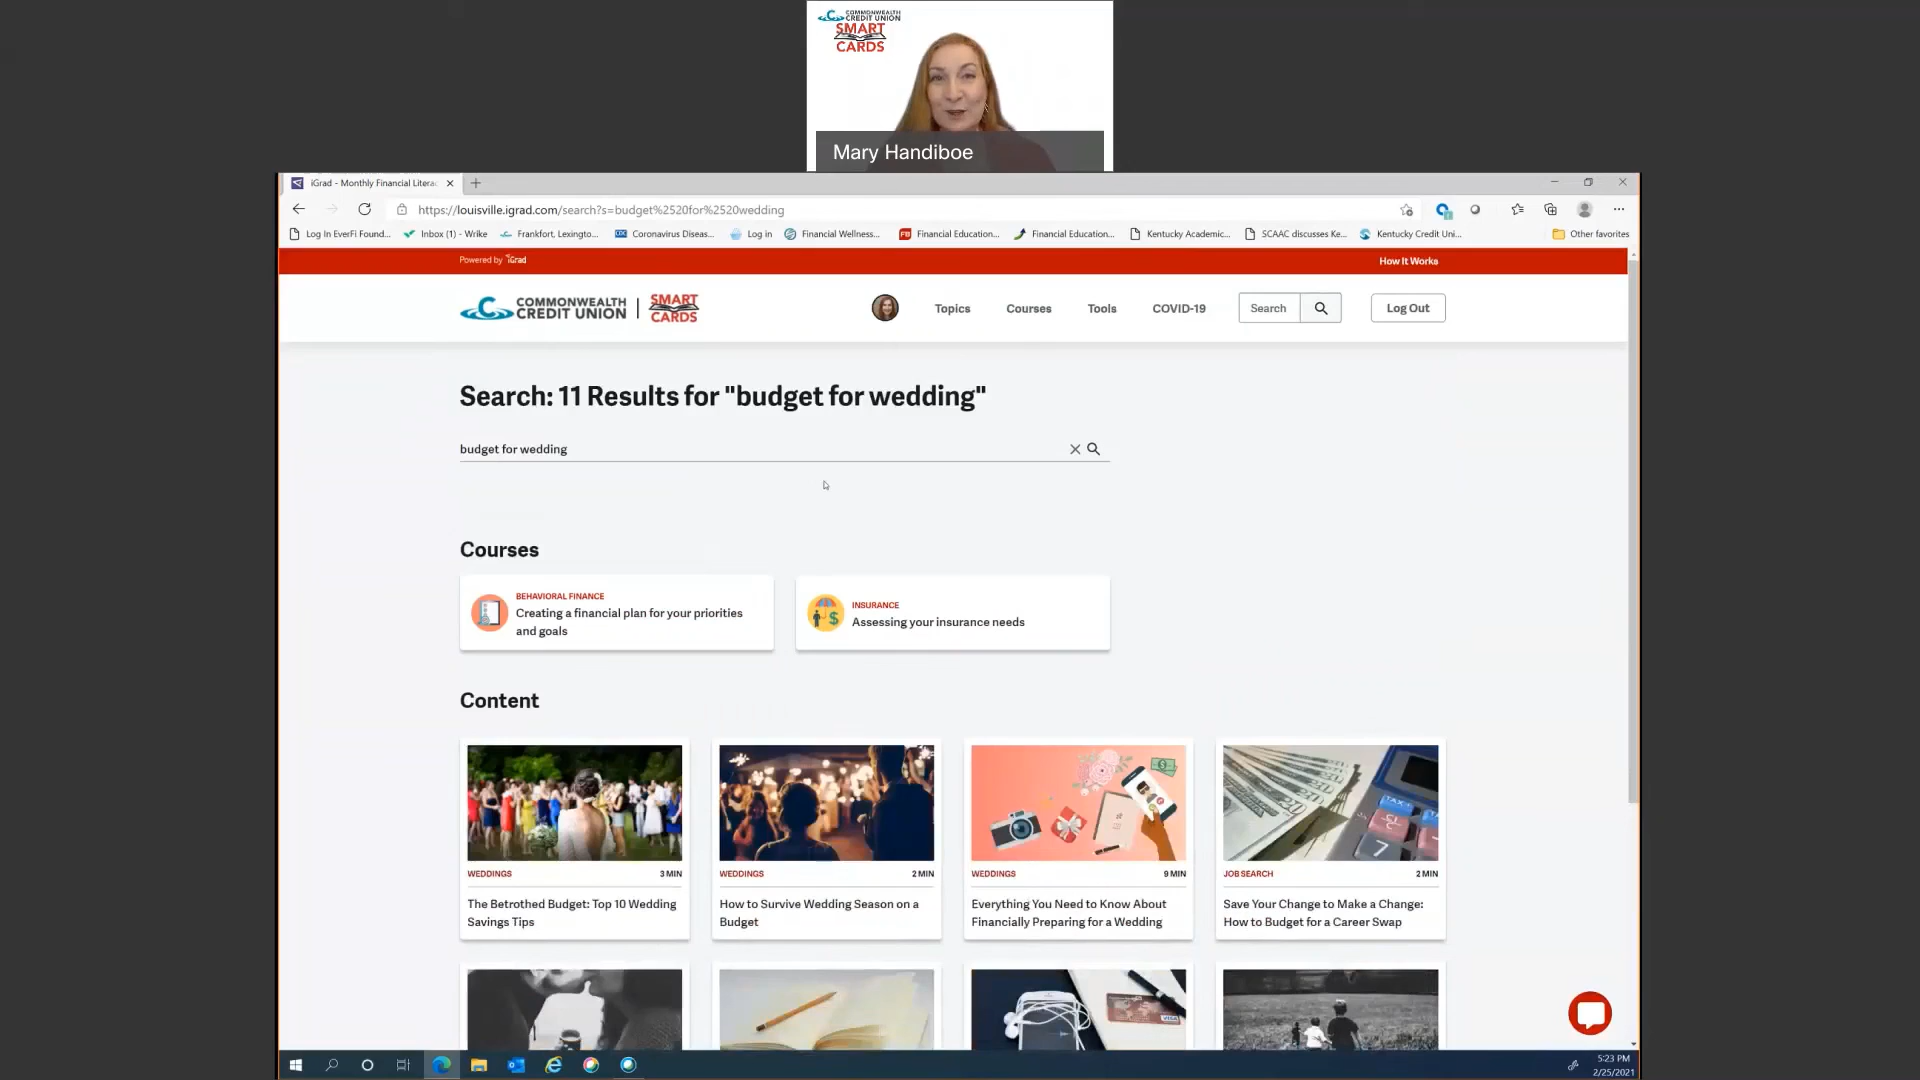 COMMONWEALTH
CREDIT UNION
SMART
CARDS
Mary Handiboe
iGrad - Monthly Financial Litera
https://louisville.igrad.com/search?s=budget%2520for%2520wedding
Log In EverFi Found...
Inbox (1) - Wrike
Frankfort, Lexingto...
Coronavirus Diseas...
Log in
Financial Wellness...
Financial Education...
Financial Education...
Kentucky Academic...
SCAAC discusses Ke...
Kentucky Credit Uni...
Other favorites
Powered by iGrad
How It Works
COMMONWEALTH
CREDIT UNION
SMART
CARDS
Topics
Courses
Tools
COVID-19
Search
Log Out
Search: 11 Results for "budget for wedding"
budget for wedding
Courses
BEHAVIORAL FINANCE
Creating a financial plan for your priorities
and goals
INSURANCE
Assessing your insurance needs
Content
WEDDINGS 3 MIN
The Betrothed Budget: Top 10 Wedding
Savings Tips
WEDDINGS 2 MIN
How to Survive Wedding Season on a
Budget
WEDDINGS 9 MIN
Everything You Need to Know About
Financially Preparing for a Wedding
JOB SEARCH 2 MIN
Save Your Change to Make a Change:
How to Budget for a Career Swap
VISA
5:23 PM
2/25/2021